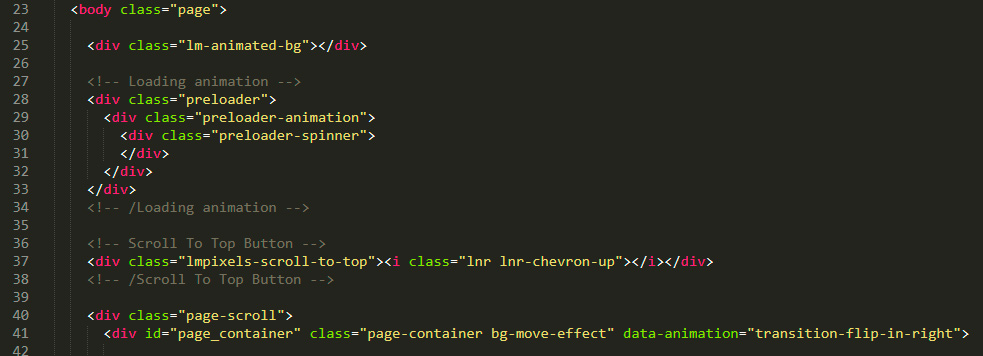 23 <body class="page">
24
25 <div class="lm-animated-bg"></div>
26
27 <!-- Loading animation -->
28 <div class="preloader">
29 <div class="preloader-animation">
30 <div class="preloader-spinner">
31 </div>
32 </div>
33 </div>
34 <!-- /Loading animation -->
35
36 <!-- Scroll To Top Button -->
37 <div class="lmpixels-scroll-to-top"><i class="lnr lnr-chevron-up"></i></div>
38 <!-- /Scroll To Top Button -->
39
40 <div class="page-scroll">
41 <div id="page_container" class="page-container bg-move-effect" data-animation="transition-flip-in-right">
42